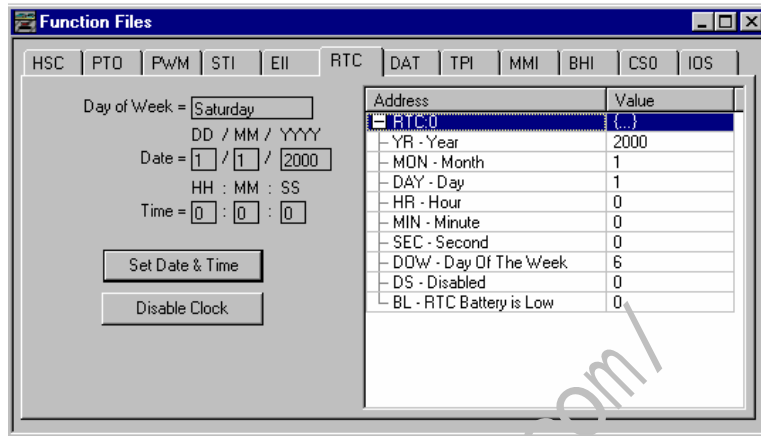 Function Files
HSC PTO PWM STI EII RTC DAT TPI MMI BHI CS0 IOS
Day of Week = Saturday
DD / MM / YYYY
Date = 1 / 1 / 2000
HH : MM : SS
Time = 0 : 0 : 0
Set Date & Time
Disable Clock
Address Value
RTC:0 {...}
YR - Year 2000
MON - Month 1
DAY - Day 1
HR - Hour 0
MIN - Minute 0
SEC - Second 0
DOW - Day Of The Week 6
DS - Disabled 0
BL - RTC Battery is Low 0
om/